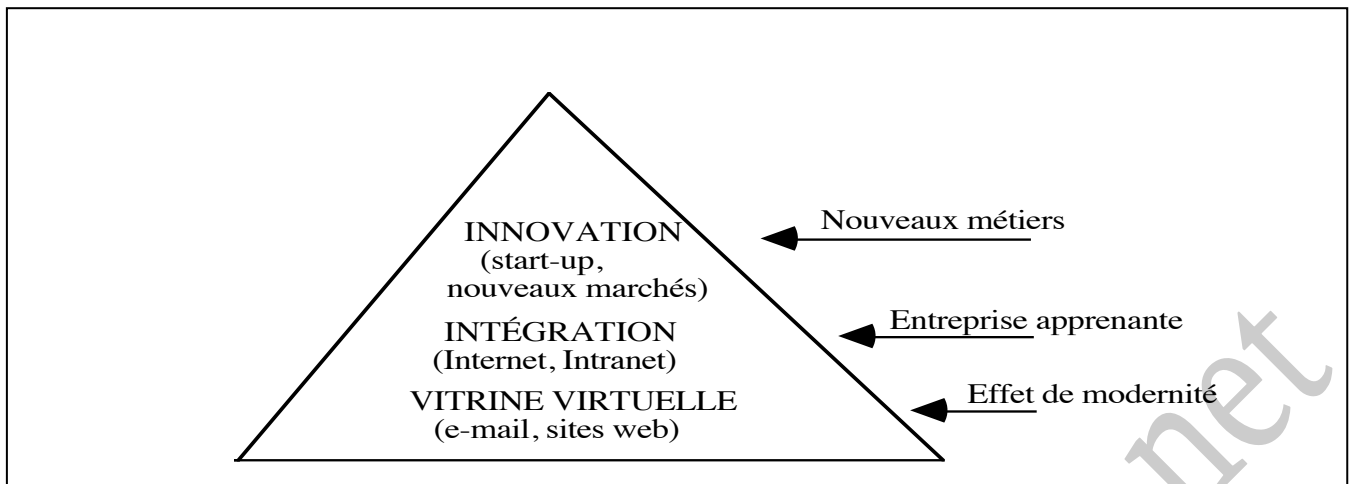 Nouveaux métiers
INNOVATION
(start-up,
nouveaux marchés)
Entreprise apprenante
INTÉGRATION
(Internet, Intranet)
Effet de modernité
VITRINE VIRTUELLE
(e-mail, sites web)
net